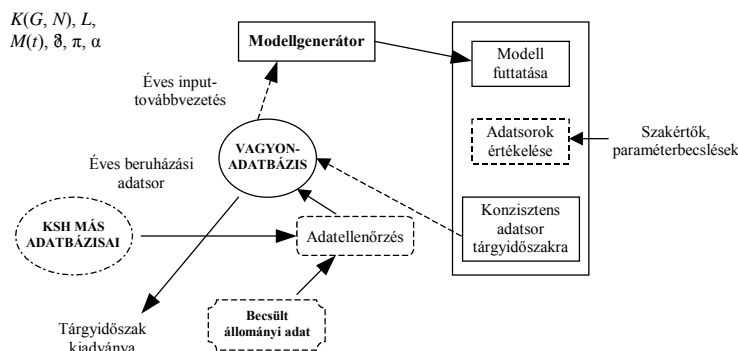 K(G, N), L,
M(t), δ, π, α
Modellgenerátor
Modell
futtatása
Éves input-
továbbvezetés
VAGYON-
ADATBÁZIS
Adatsorok
értékelése
Szakértők,
paraméterbecslések
Éves beruházási
adatsor
KSH MÁS
ADATBÁZISAI
Adatellenőrzés
Konzisztens
adatsor
tárgyidőszakra
Becsült
állományi adat
Tárgyidőszak
kiadványa